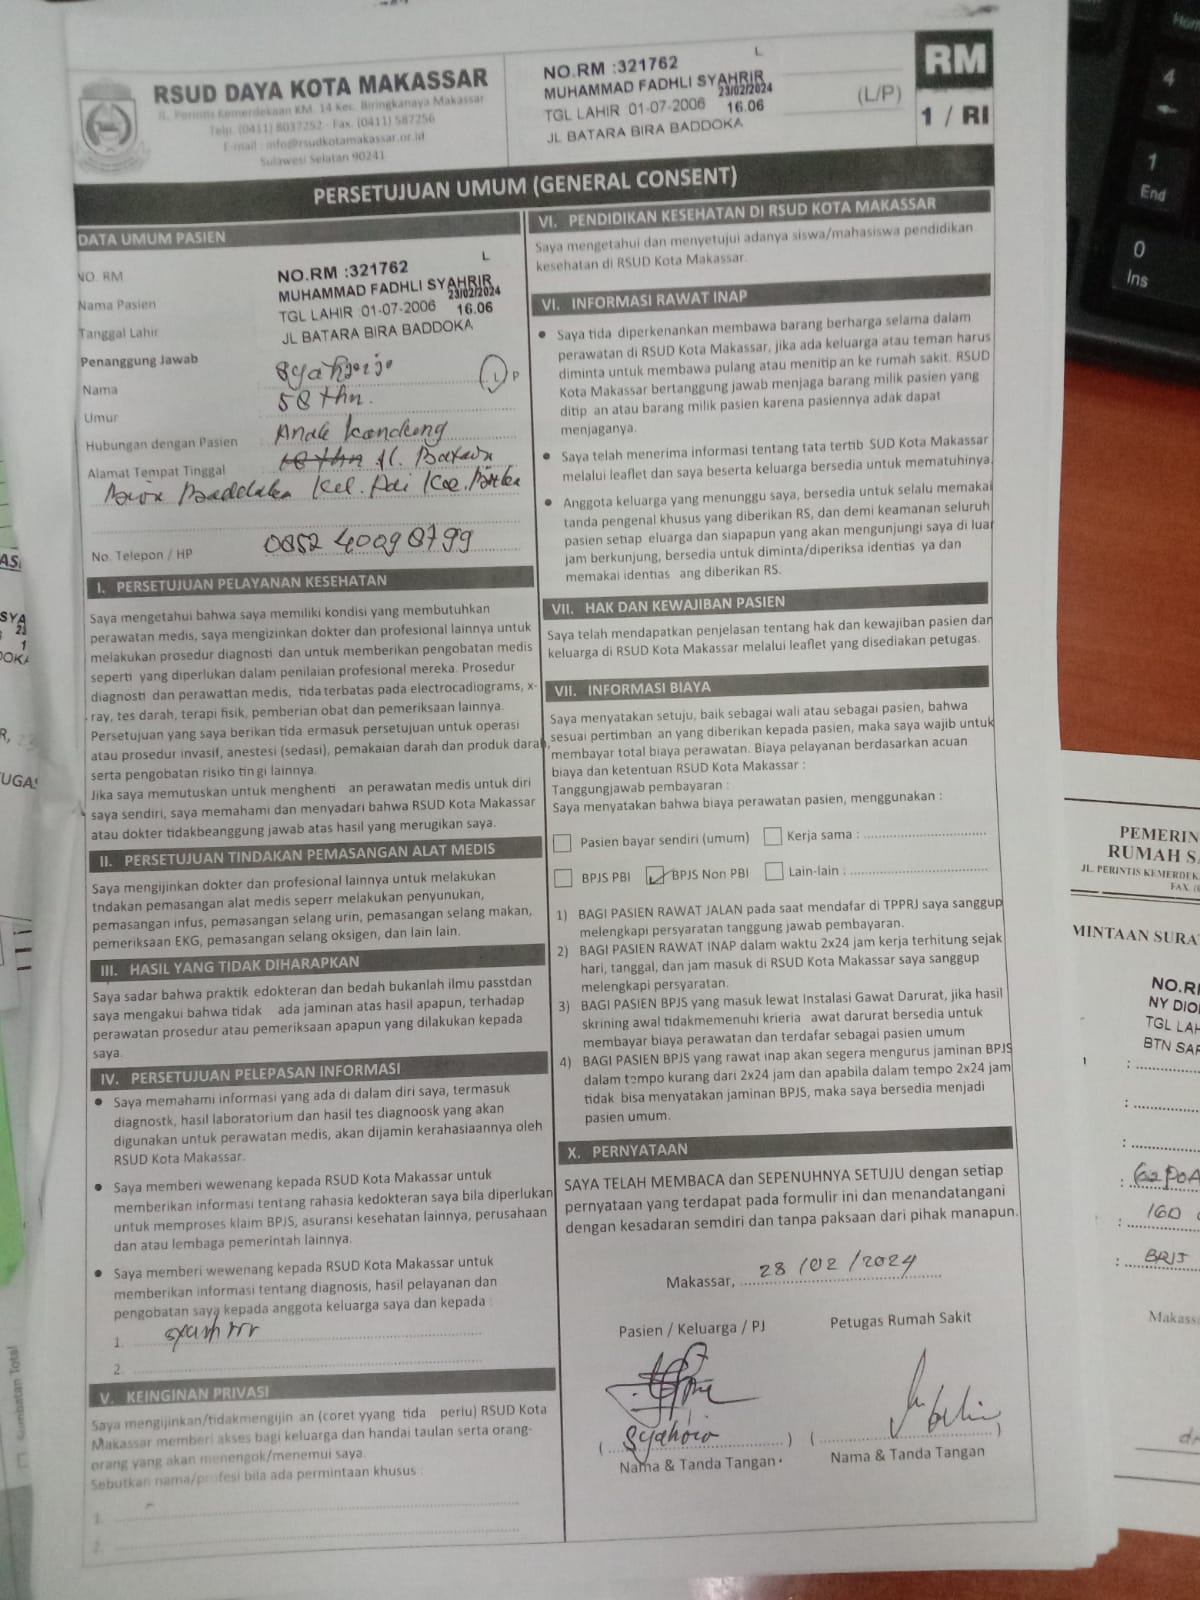 RSUD DAYA KOTA MAKASSAR
JL. Perintis Kemerdekaan KM. 14 Kec. Biringkanaya Makassar
Telp. (0411) 8037252 - Fax. (0411) 587256
E-mail : info@rsudkotamakassar.or.id
Sulawesi Selatan 90241
L
NO.RM :321762
MUHAMMAD FADHLI SYAHRIR
23/02/2024
TGL LAHIR 01-07-2006 16.06
JL BATARA BIRA BADDOKA
(L/P)
RM
1 / RI
PERSETUJUAN UMUM (GENERAL CONSENT)
DATA UMUM PASIEN
NO. RM
NO.RM :321762 L
Nama Pasien
MUHAMMAD FADHLI SYAHRIR
23/02/2024
Tanggal Lahir
TGL LAHIR 01-07-2006 16.06
JL BATARA BIRA BADDOKA
Penanggung Jawab
Nama
L P
Umur
58 thn.
Hubungan dengan Pasien Anak Kandung
Alamat Tempat Tinggal Jl.
Kel. Kec.
No. Telepon / HP 0852 4009 8799
I. PERSETUJUAN PELAYANAN KESEHATAN
Saya mengetahui bahwa saya memiliki kondisi yang membutuhkan
perawatan medis, saya mengizinkan dokter dan profesional lainnya untuk
melakukan prosedur diagnosti dan untuk memberikan pengobatan medis
seperti yang diperlukan dalam penilaian profesional mereka. Prosedur
diagnosti dan perawattan medis, tida terbatas pada electrocadiograms, x-
ray, tes darah, terapi fisik, pemberian obat dan pemeriksaan lainnya.
Persetujuan yang saya berikan tida ermasuk persetujuan untuk operasi
atau prosedur invasif, anestesi (sedasi), pemakaian darah dan produk darah,
serta pengobatan risiko tin gi lainnya.
Jika saya memutuskan untuk menghenti an perawatan medis untuk diri
saya sendiri, saya memahami dan menyadari bahwa RSUD Kota Makassar
atau dokter tidakbeanggung jawab atas hasil yang merugikan saya.
II. PERSETUJUAN TINDAKAN PEMASANGAN ALAT MEDIS
Saya mengijinkan dokter dan profesional lainnya untuk melakukan
tndakan pemasangan alat medis seperr melakukan penyunukan,
pemasangan infus, pemasangan selang urin, pemasangan selang makan,
pemeriksaan EKG, pemasangan selang oksigen, dan lain lain.
III. HASIL YANG TIDAK DIHARAPKAN
Saya sadar bahwa praktik edokteran dan bedah bukanlah ilmu passtdan
saya mengakui bahwa tidak ada jaminan atas hasil apapun, terhadap
perawatan prosedur atau pemeriksaan apapun yang dilakukan kepada
saya.
IV. PERSETUJUAN PELEPASAN INFORMASI
• Saya memahami informasi yang ada di dalam diri saya, termasuk
diagnostk, hasil laboratorium dan hasil tes diagnoosk yang akan
digunakan untuk perawatan medis, akan dijamin kerahasiaannya oleh
RSUD Kota Makassar.
• Saya memberi wewenang kepada RSUD Kota Makassar untuk
memberikan informasi tentang rahasia kedokteran saya bila diperlukan
untuk memproses klaim BPJS, asuransi kesehatan lainnya, perusahaan
dan atau lembaga pemerintah lainnya.
• Saya memberi wewenang kepada RSUD Kota Makassar untuk
memberikan informasi tentang diagnosis, hasil pelayanan dan
pengobatan saya kepada anggota keluarga saya dan kepada :
1.
2.
V. KEINGINAN PRIVASI
Saya mengijinkan/tidakmengijin an (coret yyang tida perlu) RSUD Kota
Makassar memberi akses bagi keluarga dan handai taulan serta orang-
orang yang akan menengok/menemui saya.
Sebutkan nama/profesi bila ada permintaan khusus :
1.
2.
VI. PENDIDIKAN KESEHATAN DI RSUD KOTA MAKASSAR
Saya mengetahui dan menyetujui adanya siswa/mahasiswa pendidikan
kesehatan di RSUD Kota Makassar.
VI. INFORMASI RAWAT INAP
• Saya tida diperkenankan membawa barang berharga selama dalam
perawatan di RSUD Kota Makassar, jika ada keluarga atau teman harus
diminta untuk membawa pulang atau menitip an ke rumah sakit. RSUD
Kota Makassar bertanggung jawab menjaga barang milik pasien yang
ditip an atau barang milik pasien karena pasiennya adak dapat
menjaganya.
• Saya telah menerima informasi tentang tata tertib SUD Kota Makassar
melalui leaflet dan saya beserta keluarga bersedia untuk mematuhinya.
• Anggota keluarga yang menunggu saya, bersedia untuk selalu memakai
tanda pengenal khusus yang diberikan RS, dan demi keamanan seluruh
pasien setiap eluarga dan siapapun yang akan mengunjungi saya di luar
jam berkunjung, bersedia untuk diminta/diperiksa identias ya dan
memakai identias ang diberikan RS.
VII. HAK DAN KEWAJIBAN PASIEN
Saya telah mendapatkan penjelasan tentang hak dan kewajiban pasien dan
keluarga di RSUD Kota Makassar melalui leaflet yang disediakan petugas.
VII. INFORMASI BIAYA
Saya menyatakan setuju, baik sebagai wali atau sebagai pasien, bahwa
sesuai pertimban an yang diberikan kepada pasien, maka saya wajib untuk
membayar total biaya perawatan. Biaya pelayanan berdasarkan acuan
biaya dan ketentuan RSUD Kota Makassar :
Tanggungjawab pembayaran :
Saya menyatakan bahwa biaya perawatan pasien, menggunakan :
Pasien bayar sendiri (umum) Kerja sama :
BPJS PBI BPJS Non PBI Lain-lain :
1) BAGI PASIEN RAWAT JALAN pada saat mendafar di TPPRJ saya sanggup
melengkapi persyaratan tanggung jawab pembayaran.
2) BAGI PASIEN RAWAT INAP dalam waktu 2x24 jam kerja terhitung sejak
hari, tanggal, dan jam masuk di RSUD Kota Makassar saya sanggup
melengkapi persyaratan.
3) BAGI PASIEN BPJS yang masuk lewat Instalasi Gawat Darurat, jika hasil
skrining awal tidakmemenuhi krieria awat darurat bersedia untuk
membayar biaya perawatan dan terdafar sebagai pasien umum
4) BAGI PASIEN BPJS yang rawat inap akan segera mengurus jaminan BPJS
dalam tempo kurang dari 2x24 jam dan apabila dalam tempo 2x24 jam
tidak bisa menyatakan jaminan BPJS, maka saya bersedia menjadi
pasien umum.
X. PERNYATAAN
SAYA TELAH MEMBACA dan SEPENUHNYA SETUJU dengan setiap
pernyataan yang terdapat pada formulir ini dan menandatangani
dengan kesadaran semdiri dan tanpa paksaan dari pihak manapun.
Makassar, 23/02/2024
Pasien / Keluarga / PJ Petugas Rumah Sakit
Nama & Tanda Tangan Nama & Tanda Tangan
4
1
End
0
Ins
PEMERIN
RUMAH SA
JL. PERINTIS KEMERDEK
FAX. (0
MINTAAN SURA
NO.R
NY DIO
TGL LAH
BTN SAR
IGD
Makass